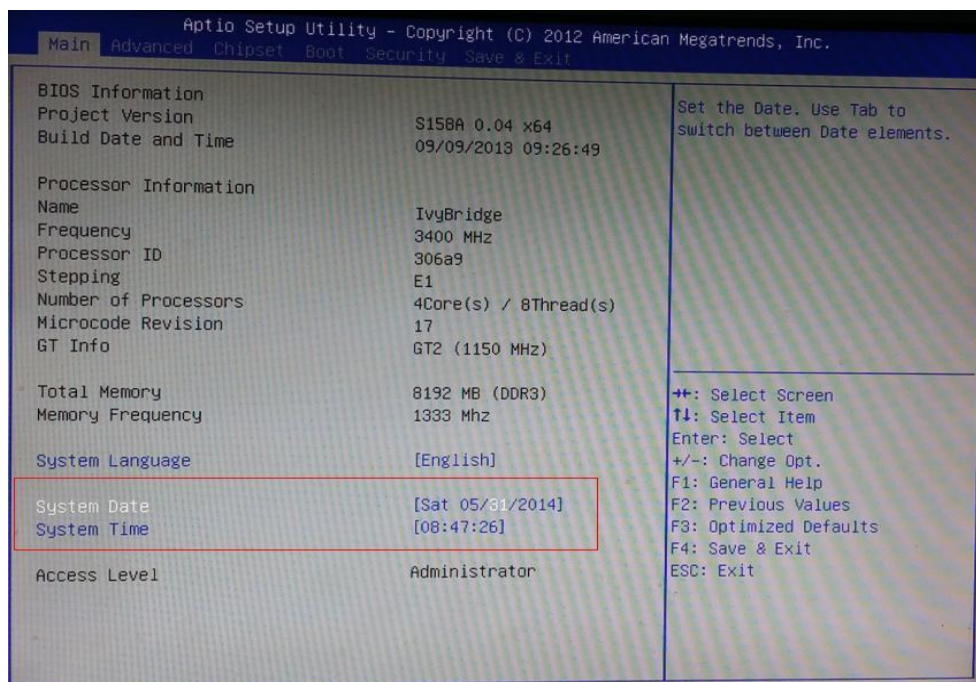 Aptio Setup Utility – Copyright (C) 2012 American Megatrends, Inc.
Main Advanced Chipset Boot Security Save & Exit
BIOS Information
Project Version S158A 0.04 x64
Build Date and Time 09/09/2013 09:26:49
Processor Information
Name IvyBridge
Frequency 3400 MHz
Processor ID 306a9
Stepping E1
Number of Processors 4Core(s) / 8Thread(s)
Microcode Revision 17
GT Info GT2 (1150 MHz)
Total Memory 8192 MB (DDR3)
Memory Frequency 1333 Mhz
System Language [English]
System Date [Sat 05/31/2014]
System Time [08:47:26]
Access Level Administrator
Set the Date. Use Tab to
switch between Date elements.
→←: Select Screen
↑↓: Select Item
Enter: Select
+/-: Change Opt.
F1: General Help
F2: Previous Values
F3: Optimized Defaults
F4: Save & Exit
ESC: Exit